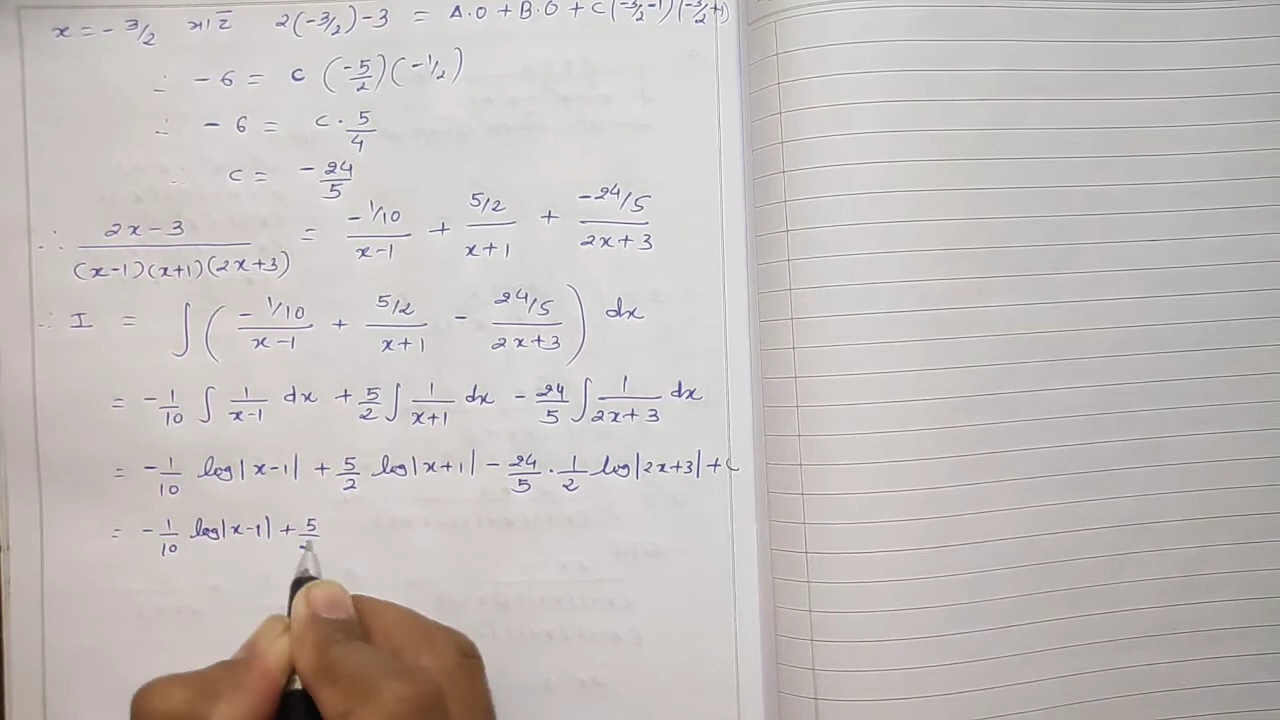 x = - 3/2 2(-3/2)-3 = A.0 + B.0 + C(-3/2-1)(-3/2+1)
∴ -6 = C (-5/2)(-1/2)
∴ -6 = C . 5/4
∴ C = - 24/5
∴ 2x-3/(x-1)(x+1)(2x+3) = -1/10/x-1 + 5/2/x+1 + -24/5/2x+3
∴ I = ∫ ( -1/10/x-1 + 5/2/x+1 - 24/5/2x+3 ) dx
= -1/10 ∫ 1/x-1 dx + 5/2 ∫ 1/x+1 dx - 24/5 ∫ 1/2x+3 dx
= -1/10 log|x-1| + 5/2 log|x+1| - 24/5 . 1/2 log|2x+3| + C
= -1/10 log|x-1| + 5